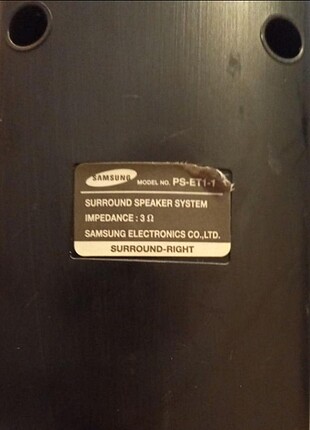 SAMSUNG MODEL NO. PS-ET1-1
SURROUND SPEAKER SYSTEM
IMPEDANCE : 3 Ω
SAMSUNG ELECTRONICS CO.,LTD.
SURROUND-RIGHT